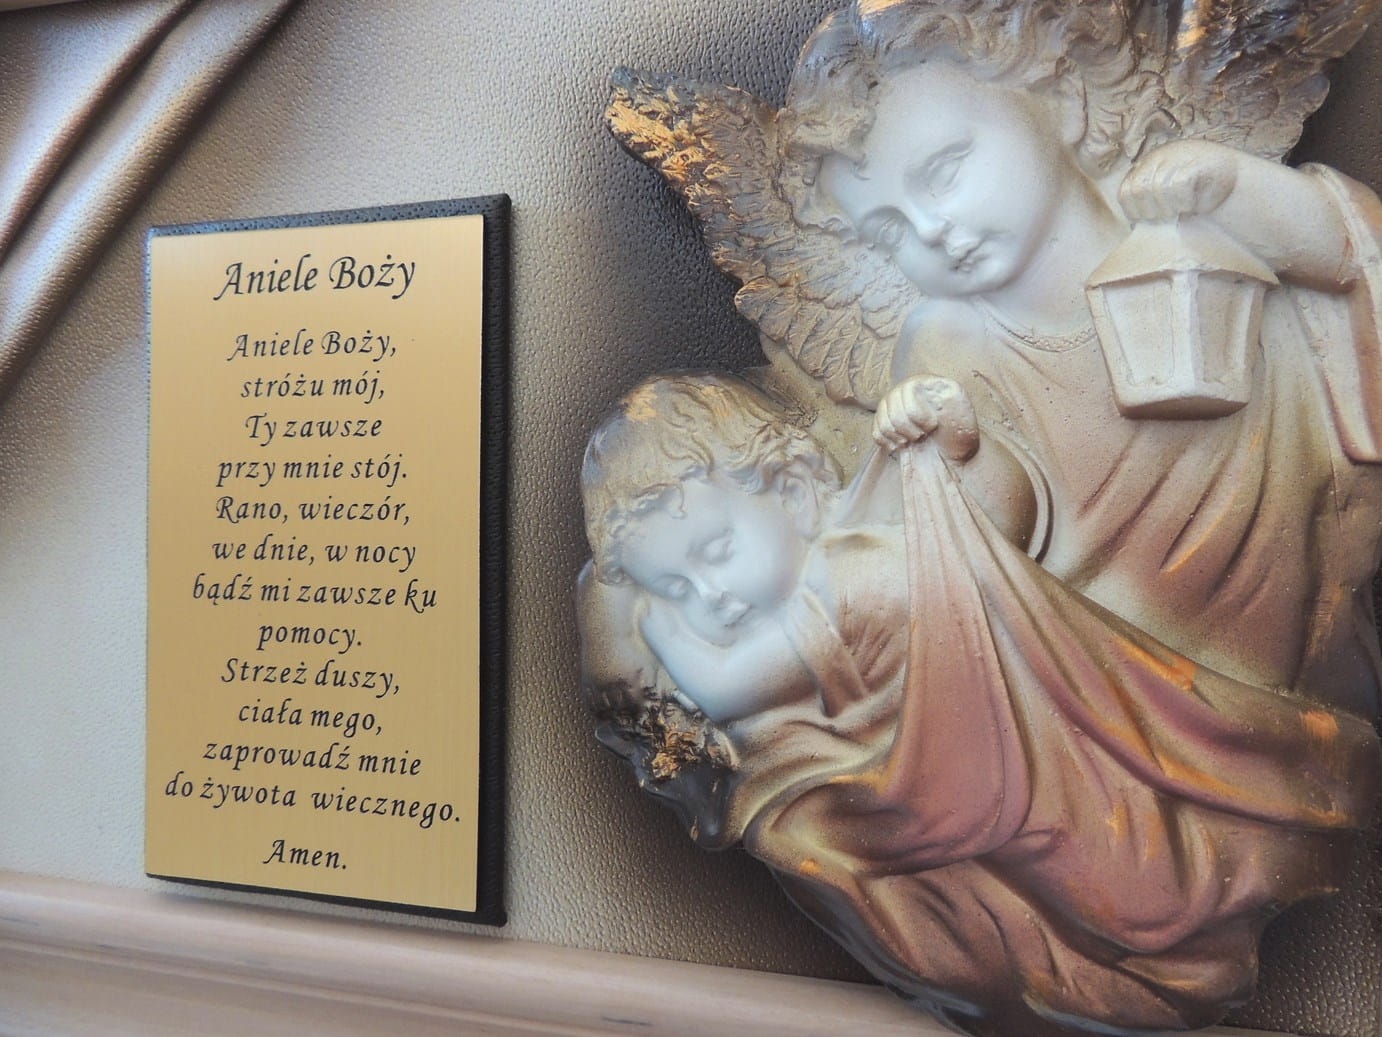 Aniele Boży
Aniele Boży,
stróżu mój,
Ty zawsze
przy mnie stój.
Rano, wieczór,
we dnie, w nocy
bądź mi zawsze ku
pomocy.
Strzeż duszy,
ciała mego,
zaprowadź mnie
do żywota wiecznego.
Amen.